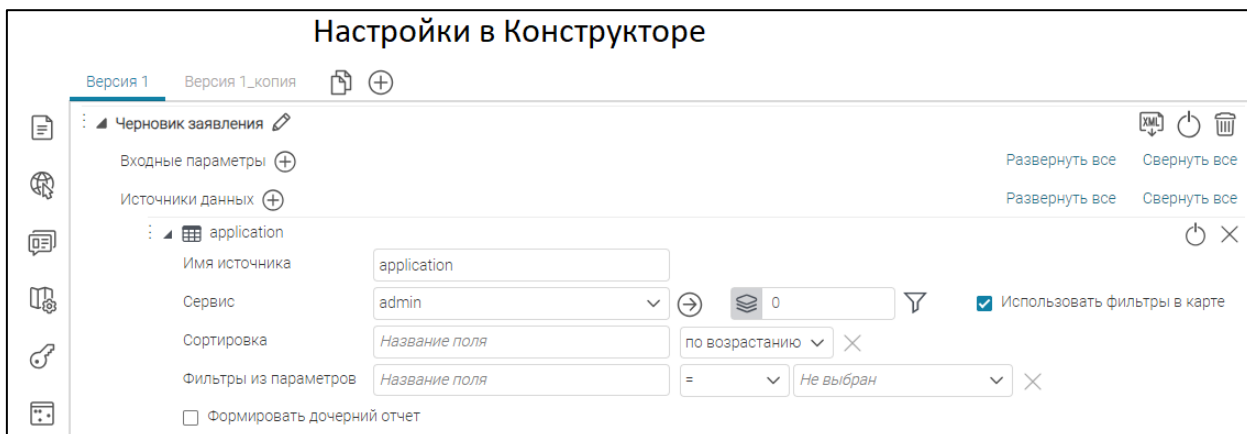 Настройки в Конструкторе
Версия 1 Версия 1_копия
Черновик заявления XML
Входные параметры Развернуть все Свернуть все
Источники данных Развернуть все Свернуть все
application
Имя источника application
Сервис admin 0 Использовать фильтры в карте
Сортировка Название поля по возрастанию
Фильтры из параметров Название поля = Не выбран
Формировать дочерний отчет